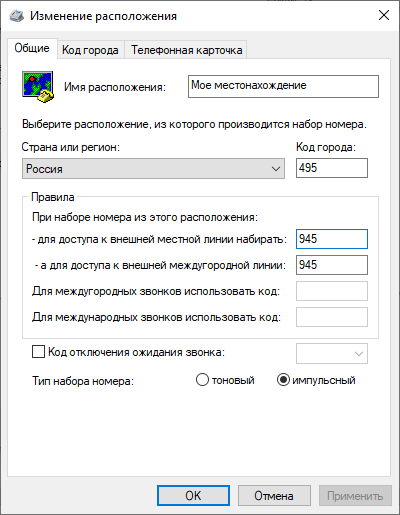 Изменение расположения
Общие Код города Телефонная карточка
Имя расположения: Мое местонахождение
Выберите расположение, из которого производится набор номера.
Страна или регион: Код города:
Россия 495
Правила
При наборе номера из этого расположения:
- для доступа к внешней местной линии набирать: 945
- а для доступа к внешней междугородной линии: 945
Для междугородных звонков использовать код:
Для международных звонков использовать код:
Код отключения ожидания звонка:
Тип набора номера: тоновый импульсный
OK Отмена Применить